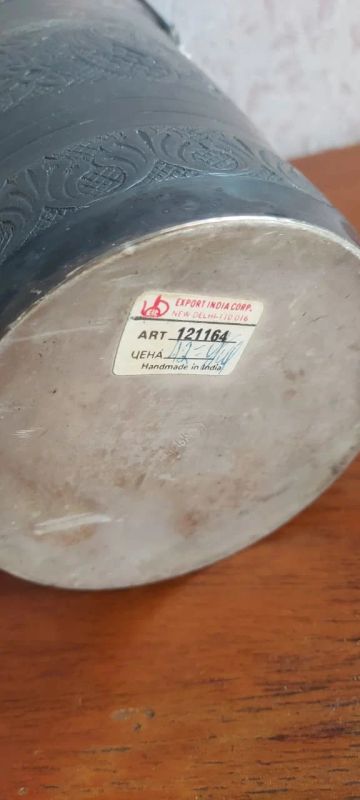 EXPORT INDIA CORP.
NEW DELHI-110 016
ART 121164
ЦЕНА
Handmade in India